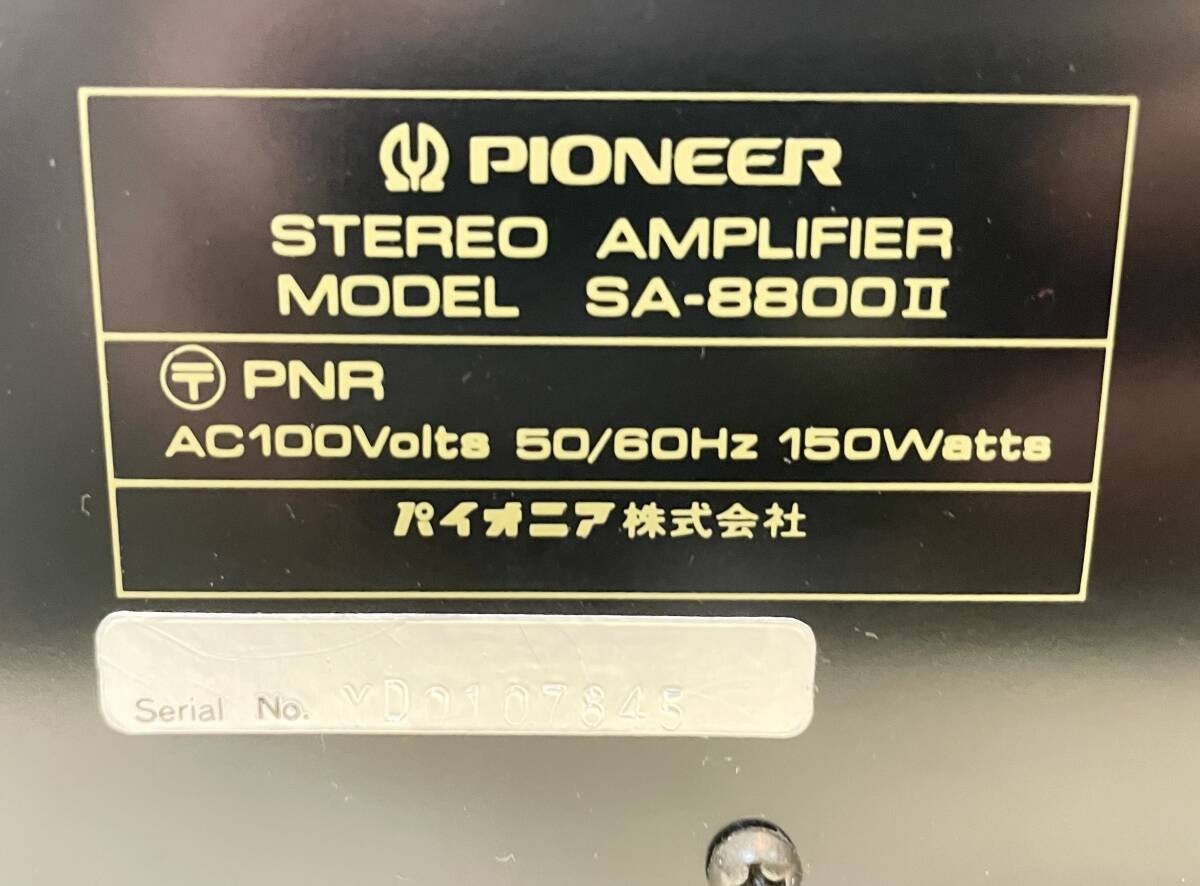 PIONEER
STEREO AMPLIFIER
MODEL SA-8800II
〒 PNR
AC100Volts 50/60Hz 150Watts
パイオニア株式会社
Serial No. YD0107845